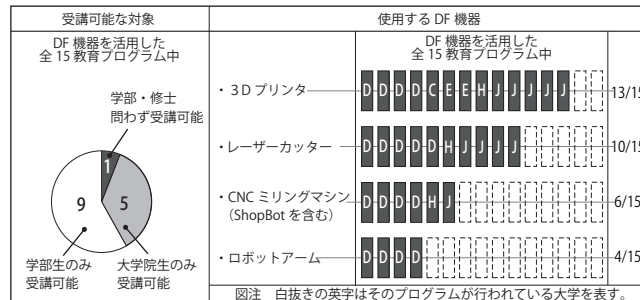 受講可能な対象
使用する DF 機器
DF 機器を活用した
全 15 教育プログラム中
学部・修士
問わず受講可能
1
9
5
学部生のみ
受講可能
大学院生のみ
受講可能
DF 機器を活用した
全 15 教育プログラム中
・３D プリンタ
D D D D C E E H J J J J J
13/15
・レーザーカッター
D D D D D H J J J J
10/15
・CNC ミリングマシン
（ShopBot を含む）
D D D D H J
6/15
・ロボットアーム
D D D D
4/15
図注　白抜きの英字はそのプログラムが行われている大学を表す。